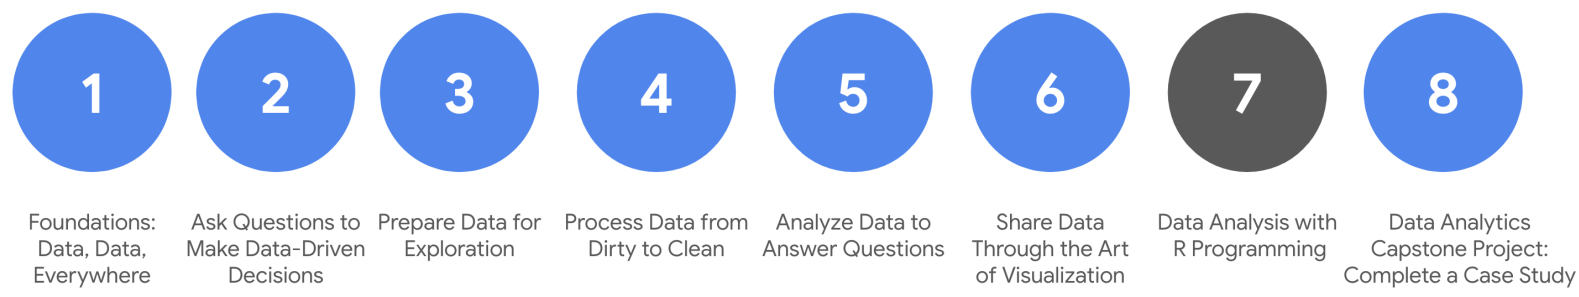 1
2
3
4
5
6
7
8
Foundations:
Data, Data,
Everywhere
Ask Questions to
Make Data-Driven
Decisions
Prepare Data for
Exploration
Process Data from
Dirty to Clean
Analyze Data to
Answer Questions
Share Data
Through the Art
of Visualization
Data Analysis with
R Programming
Data Analytics
Capstone Project:
Complete a Case Study